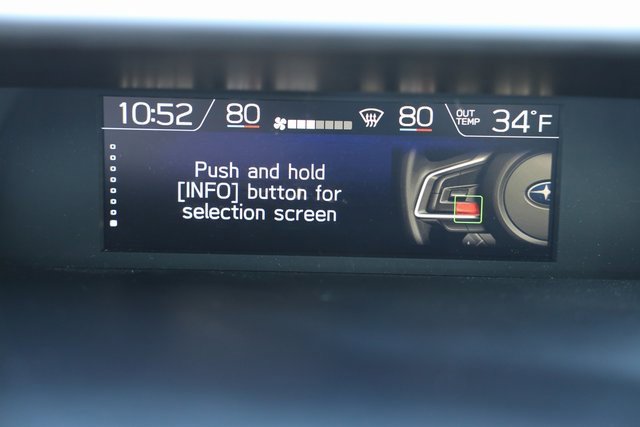 10:52 80 80 OUT TEMP 34°F
Push and hold
[INFO] button for
selection screen